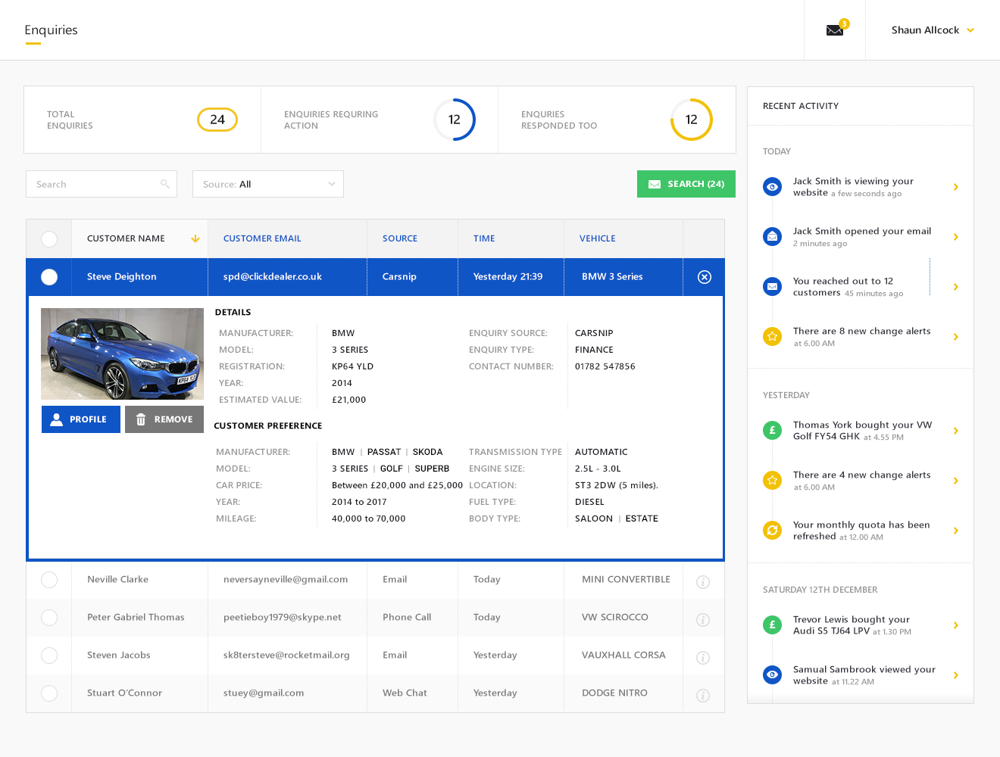 Enquiries
3
Shaun Allcock
TOTAL
ENQUIRIES
24
ENQUIRIES REQURING
ACTION
12
ENQURIES
RESPONDED TOO
12
Search
Source: All
SEARCH (24)
CUSTOMER NAME
CUSTOMER EMAIL
SOURCE
TIME
VEHICLE
Steve Deighton
spd@clickdealer.co.uk
Carsnip
Yesterday 21:39
BMW 3 Series
KP64 YLD
PROFILE
REMOVE
DETAILS
MANUFACTURER: BMW
MODEL: 3 SERIES
REGISTRATION: KP64 YLD
YEAR: 2014
ESTIMATED VALUE: £21,000
ENQUIRY SOURCE: CARSNIP
ENQUIRY TYPE: FINANCE
CONTACT NUMBER: 01782 547856
CUSTOMER PREFERENCE
MANUFACTURER: BMW | PASSAT | SKODA
MODEL: 3 SERIES | GOLF | SUPERB
CAR PRICE: Between £20,000 and £25,000
YEAR: 2014 to 2017
MILEAGE: 40,000 to 70,000
TRANSMISSION TYPE AUTOMATIC
ENGINE SIZE: 2.5L - 3.0L
LOCATION: ST3 2DW (5 miles).
FUEL TYPE: DIESEL
BODY TYPE: SALOON | ESTATE
Neville Clarke
neversayneville@gmail.com
Email
Today
MINI CONVERTIBLE
Peter Gabriel Thomas
peetieboy1979@skype.net
Phone Call
Today
VW SCIROCCO
Steven Jacobs
sk8tersteve@rocketmail.org
Email
Yesterday
VAUXHALL CORSA
Stuart O'Connor
stuey@gmail.com
Web Chat
Yesterday
DODGE NITRO
RECENT ACTIVITY
TODAY
Jack Smith is viewing your
website a few seconds ago
Jack Smith opened your email
2 minutes ago
You reached out to 12
customers 45 minutes ago
There are 8 new change alerts
at 6.00 AM
YESTERDAY
£
Thomas York bought your VW
Golf FY54 GHK at 4.55 PM
There are 4 new change alerts
at 6.00 AM
Your monthly quota has been
refreshed at 12.00 AM
SATURDAY 12TH DECEMBER
£
Trevor Lewis bought your
Audi S5 TJ64 LPV at 1.30 PM
Samual Sambrook viewed your
website at 11.22 AM